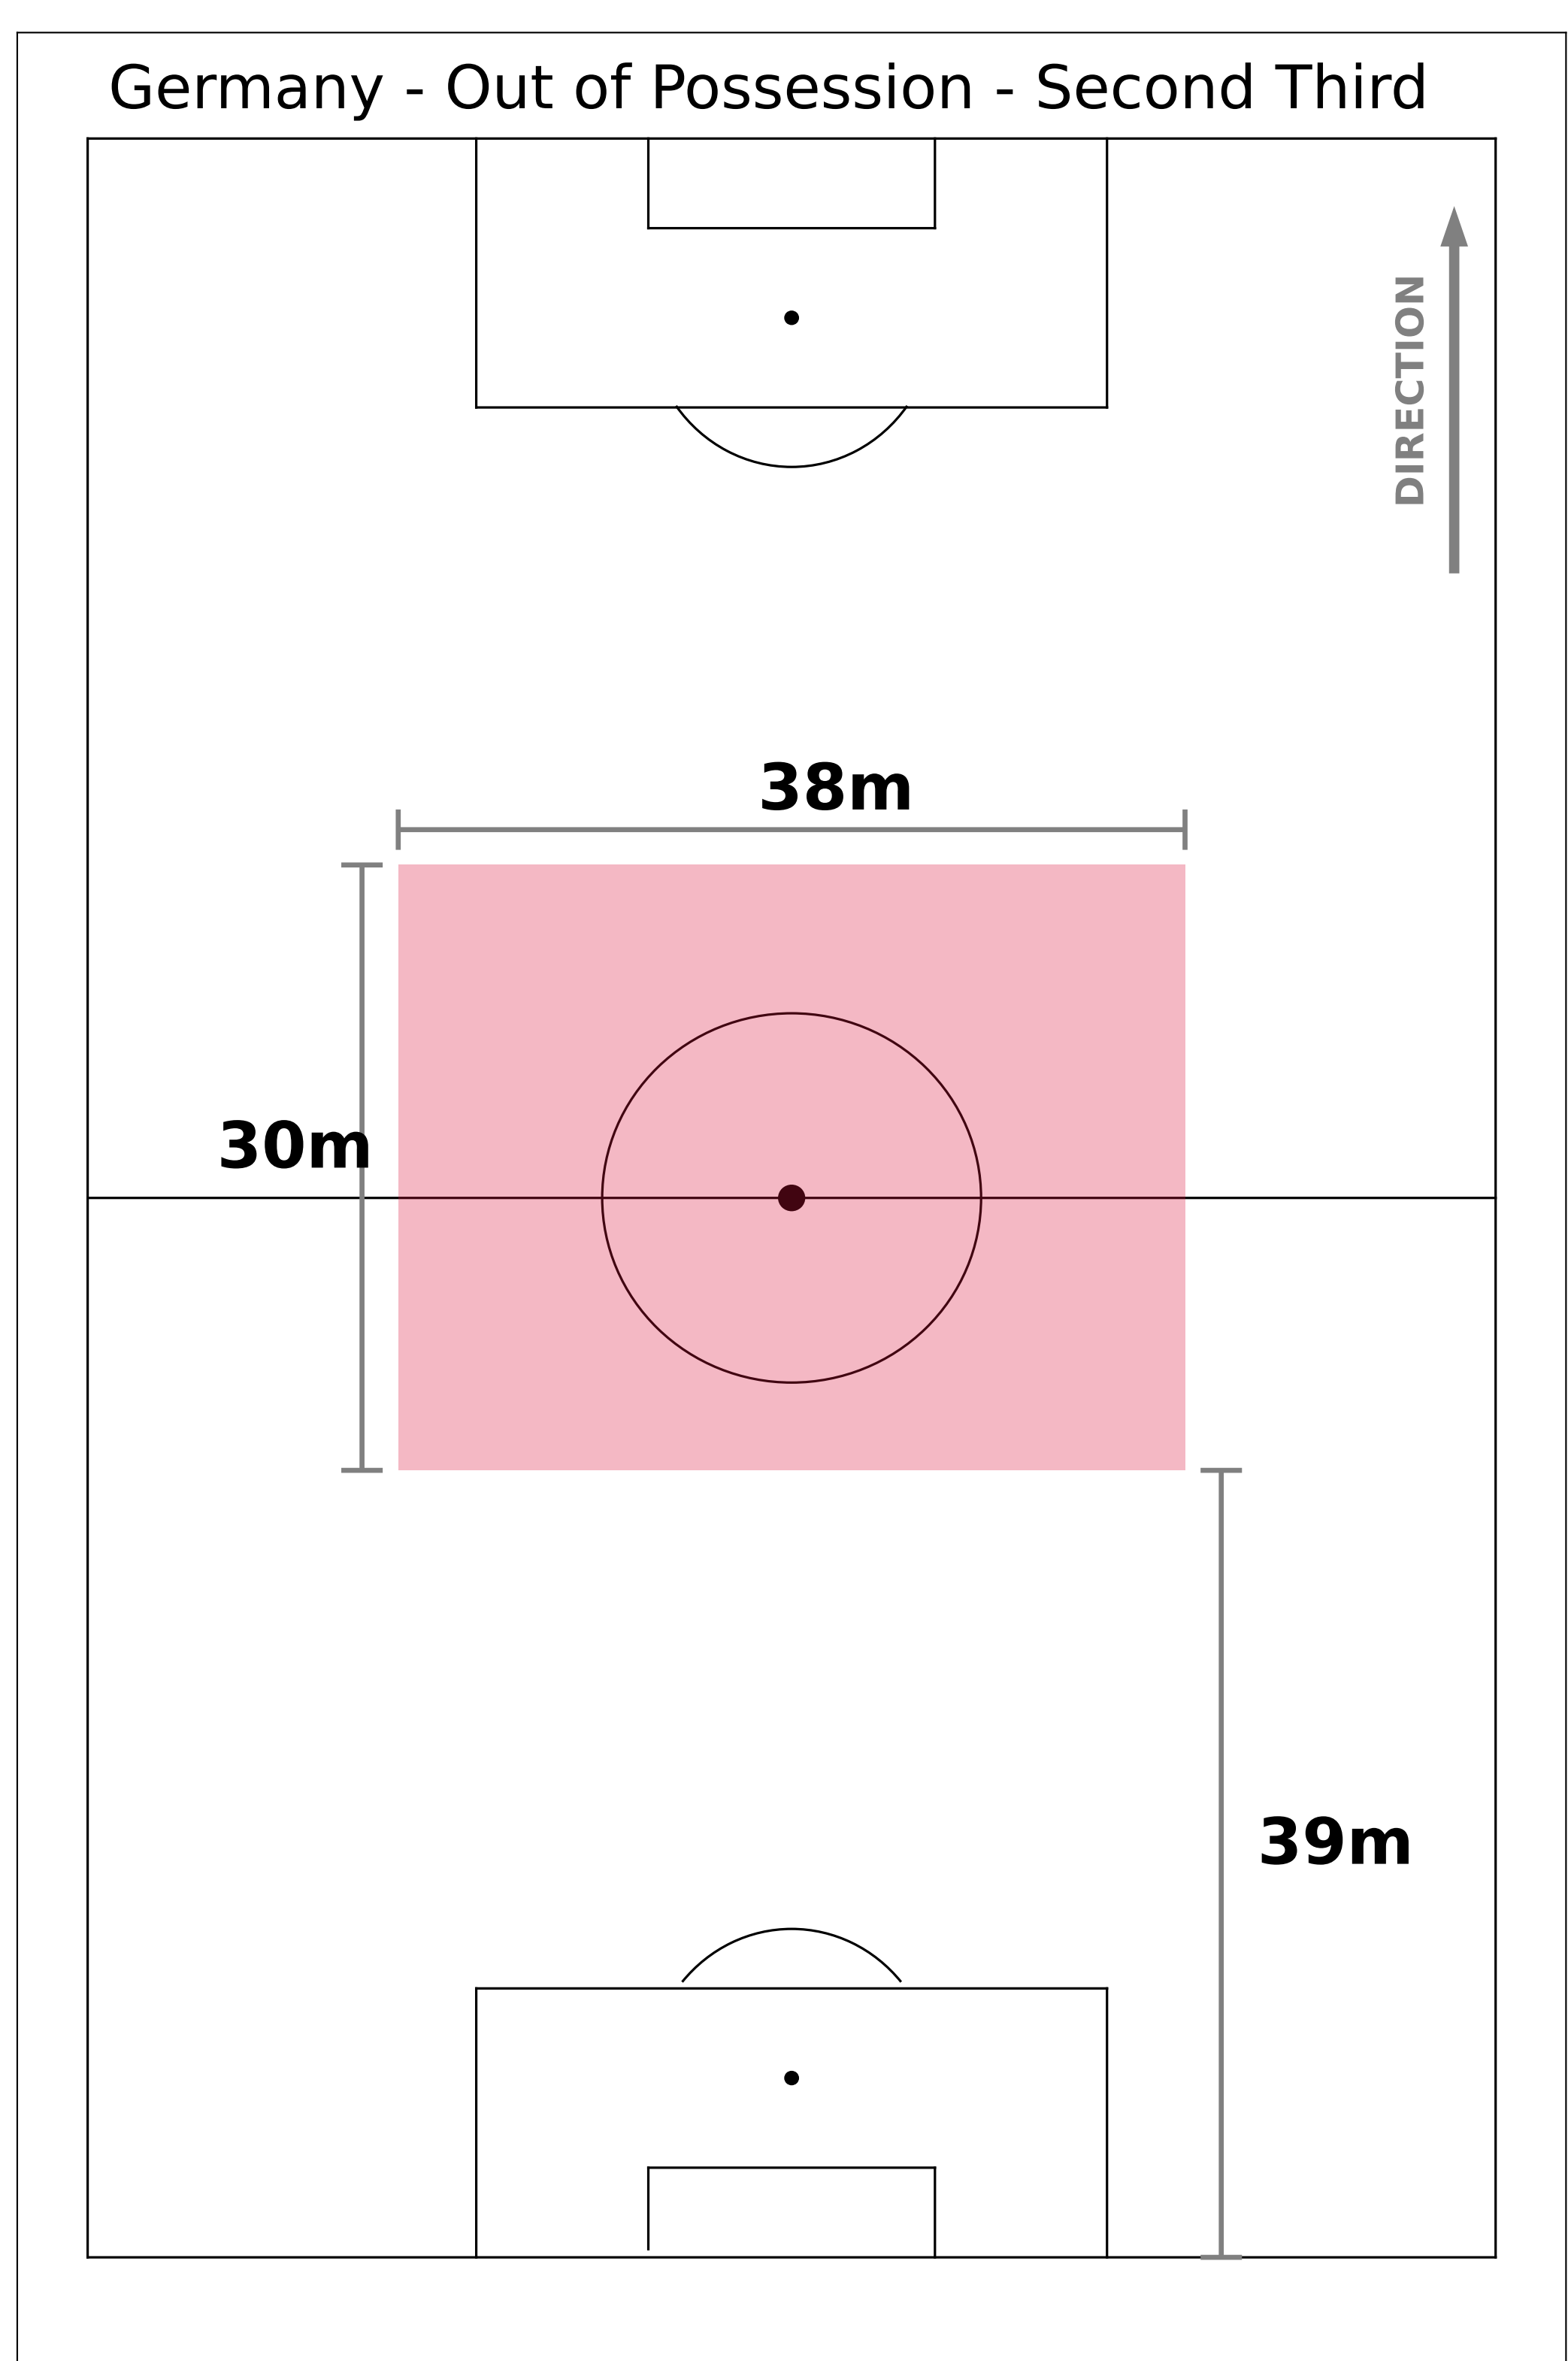 Germany - Out of Possession - Second Third
DIRECTION
38m
30m
39m